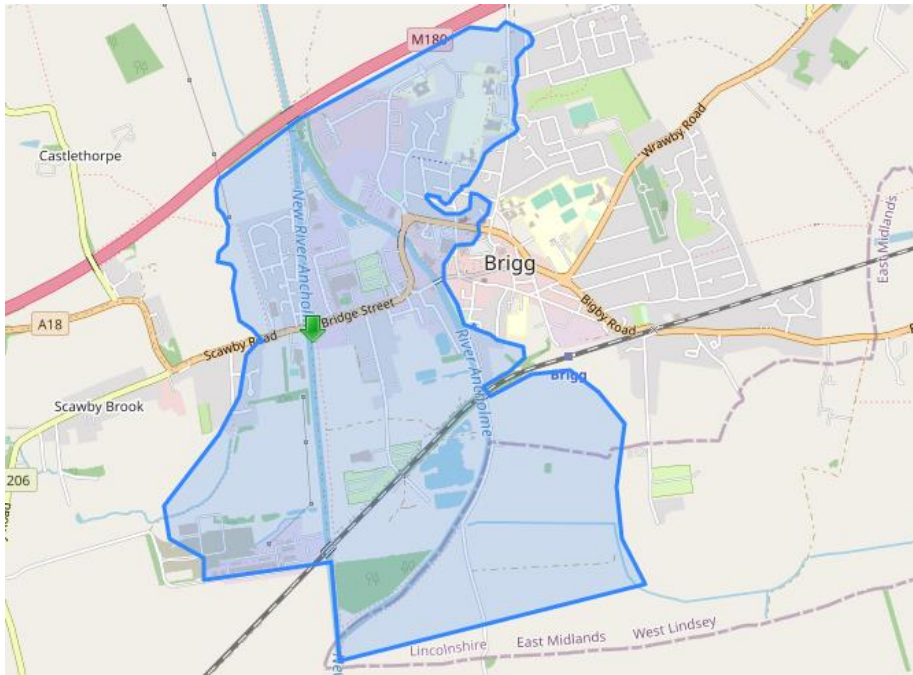 M180
Castlethorpe
Wrawby Road
East Midlands
New River Ancholme
Brigg
A18
Bridge Street
Bigby Road
Scawby Road
River Ancholme
Brigg
Scawby Brook
206
Lincolnshire
East Midlands
West Lindsey